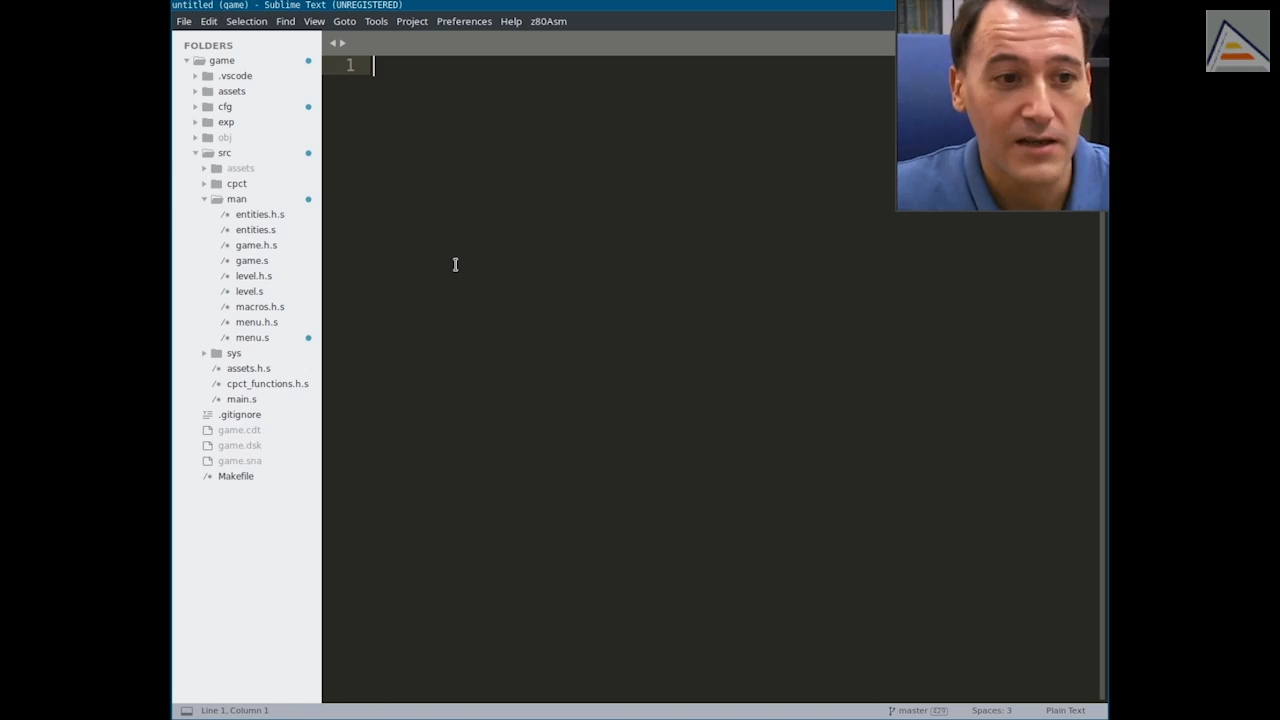 untitled (game) - Sublime Text (UNREGISTERED)
File Edit Selection Find View Goto Tools Project Preferences Help z80Asm
FOLDERS
game
1
.vscode
assets
cfg
exp
obj
src
assets
cpct
man
entities.h.s
entities.s
game.h.s
game.s
level.h.s
level.s
macros.h.s
menu.h.s
menu.s
sys
assets.h.s
cpct_functions.h.s
main.s
.gitignore
game.cdt
game.dsk
game.sna
Makefile
Line 1, Column 1 master 429 Spaces: 3 Plain Text